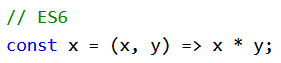 // ES6
const x = (x, y) => x * y;